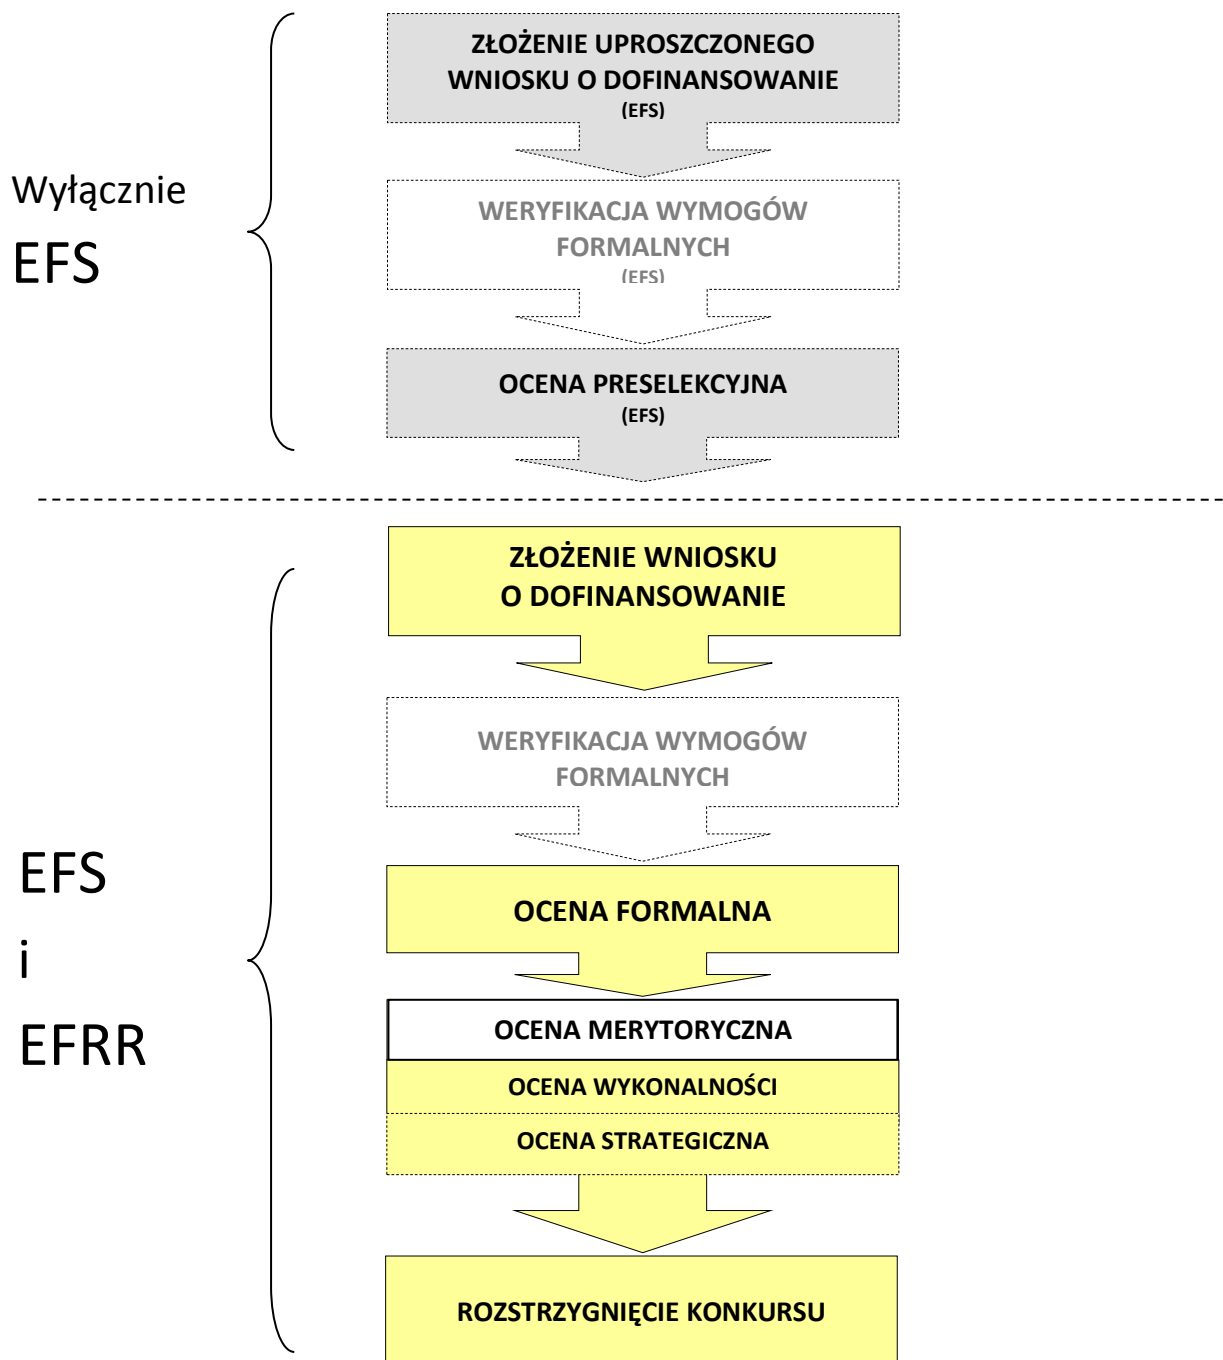 ZŁOŻENIE UPROSZCZONEGO
WNIOSKU O DOFINANSOWANIE
(EFS)
Wyłącznie
EFS
WERYFIKACJA WYMOGÓW
FORMALNYCH
(EFS)
OCENA PRESELEKCYJNA
(EFS)
ZŁOŻENIE WNIOSKU
O DOFINANSOWANIE
WERYFIKACJA WYMOGÓW
FORMALNYCH
EFS
i
EFRR
OCENA FORMALNA
OCENA MERYTORYCZNA
OCENA WYKONALNOŚCI
OCENA STRATEGICZNA
ROZSTRZYGNIĘCIE KONKURSU